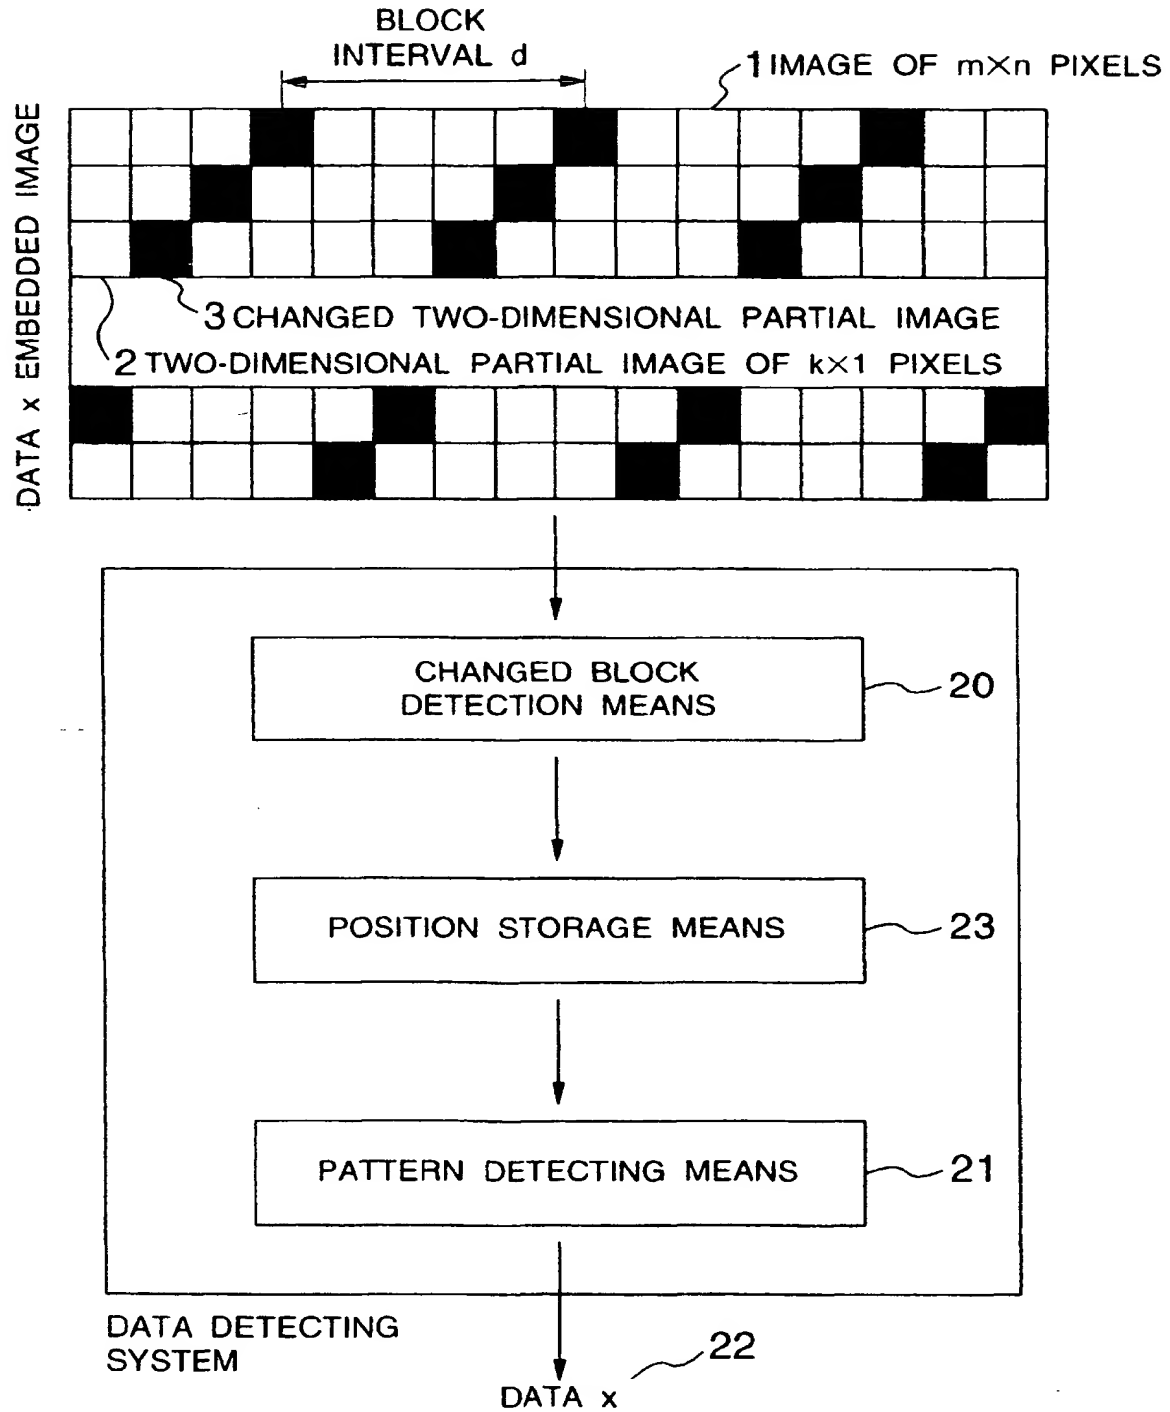 BLOCK
INTERVAL d
1 IMAGE OF m×n PIXELS
DATA x EMBEDDED IMAGE
3 CHANGED TWO-DIMENSIONAL PARTIAL IMAGE
2 TWO-DIMENSIONAL PARTIAL IMAGE OF k×1 PIXELS
CHANGED BLOCK
DETECTION MEANS
20
POSITION STORAGE MEANS
23
PATTERN DETECTING MEANS
21
DATA DETECTING
SYSTEM
22
DATA x